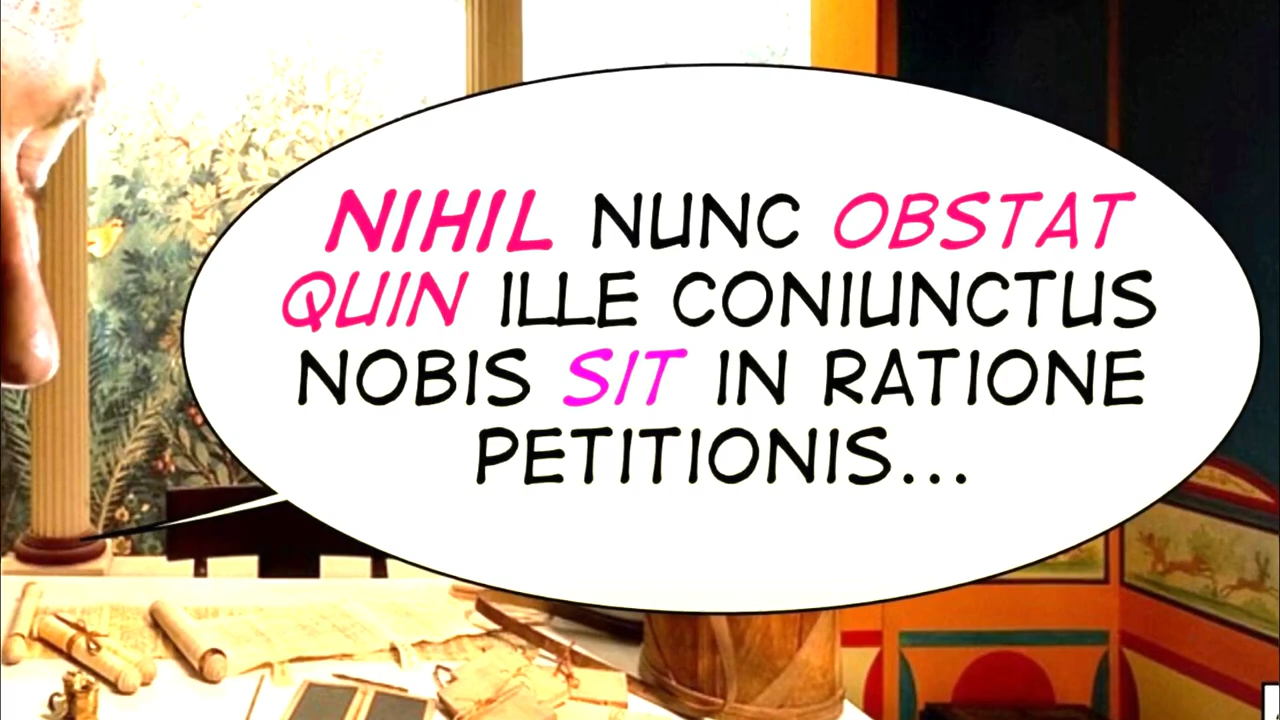 NIHIL NUNC OBSTAT
QUIN ILLE CONIUNCTUS
NOBIS SIT IN RATIONE
PETITIONIS...